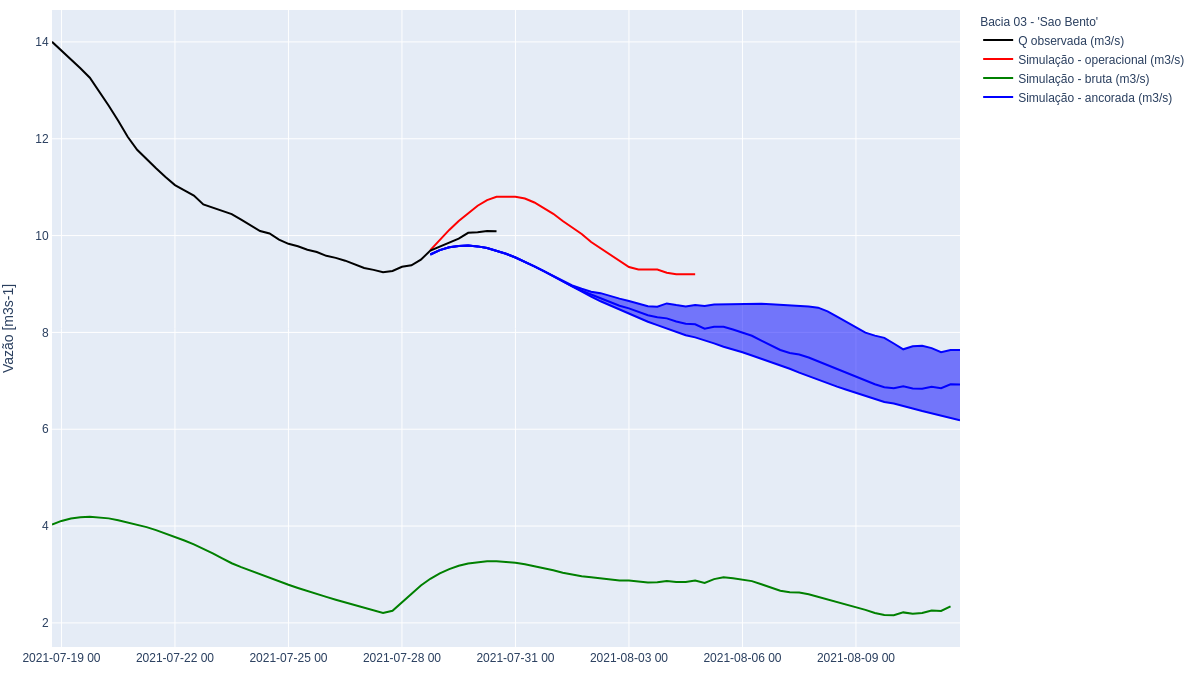 Bacia 03 - 'Sao Bento'
Q observada (m3/s)
Simulação - operacional (m3/s)
Simulação - bruta (m3/s)
Simulação - ancorada (m3/s)
Vazão [m3s-1]
14
12
10
8
6
4
2
2021-07-19 00
2021-07-22 00
2021-07-25 00
2021-07-28 00
2021-07-31 00
2021-08-03 00
2021-08-06 00
2021-08-09 00